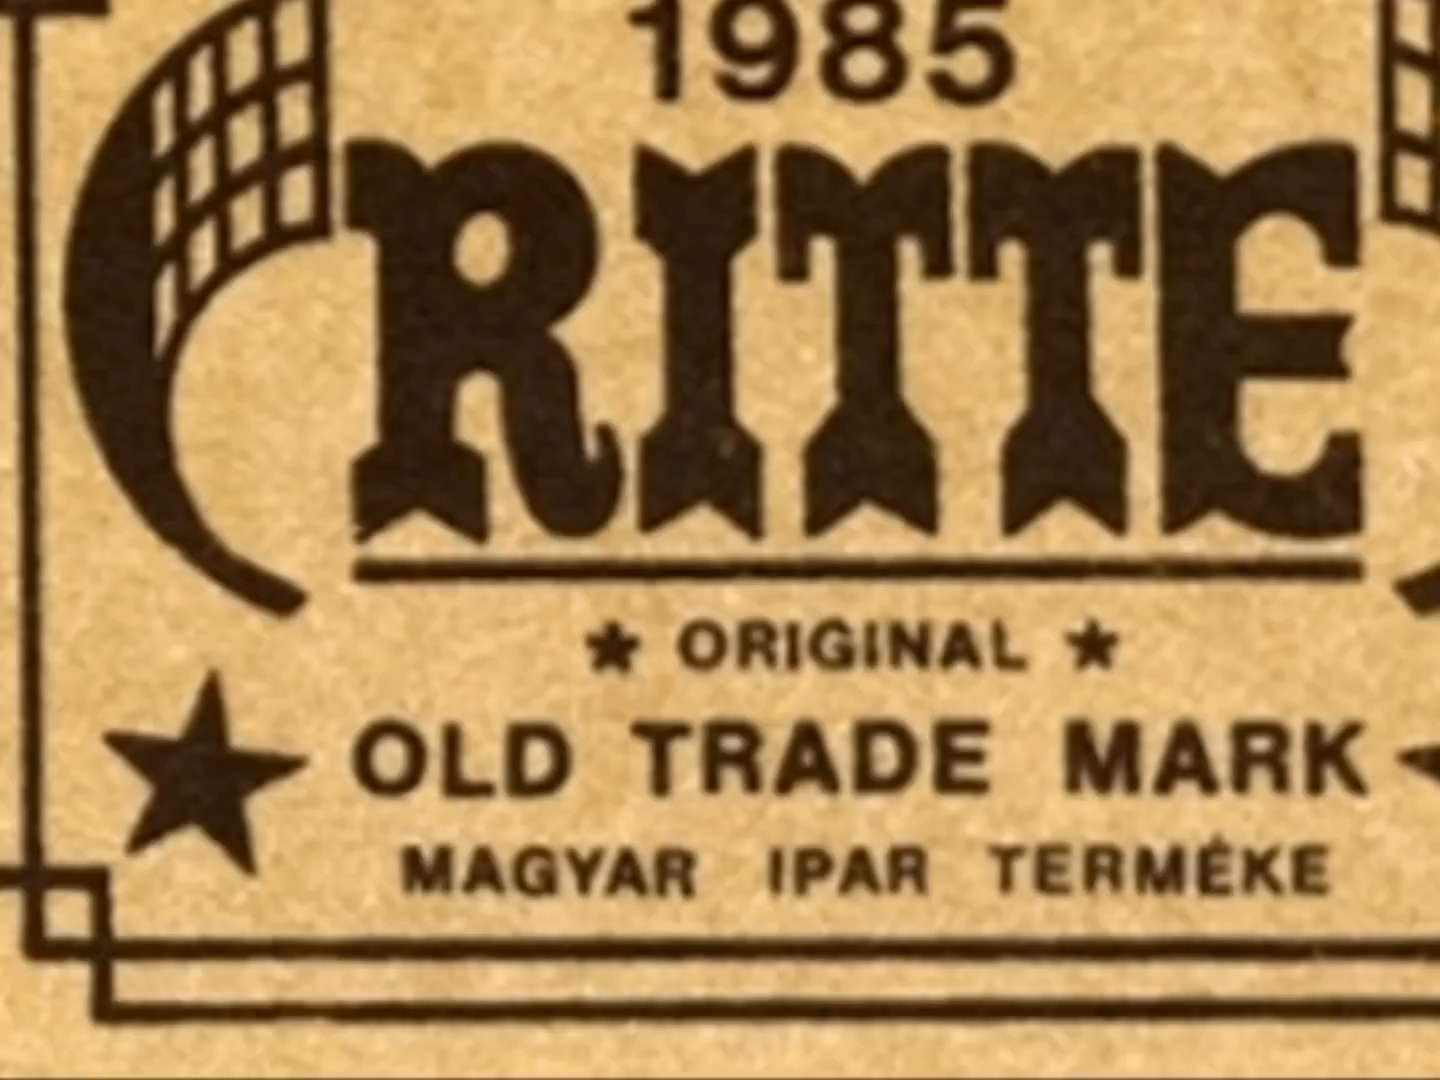 1985
RITTE
★ ORIGINAL ★
OLD TRADE MARK
MAGYAR IPAR TERMÉKE